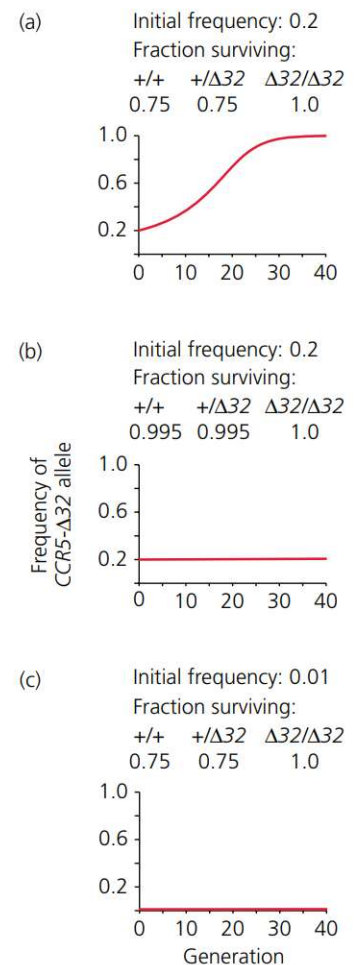 (a)
Initial frequency: 0.2
Fraction surviving:
+/+ +/Δ32 Δ32/Δ32
0.75 0.75 1.0
1.0
0.6
0.2
0 10 20 30 40
(b)
Initial frequency: 0.2
Fraction surviving:
+/+ +/Δ32 Δ32/Δ32
0.995 0.995 1.0
Frequency of
CCR5-Δ32 allele
1.0
0.6
0.2
0 10 20 30 40
(c)
Initial frequency: 0.01
Fraction surviving:
+/+ +/Δ32 Δ32/Δ32
0.75 0.75 1.0
1.0
0.6
0.2
0 10 20 30 40
Generation